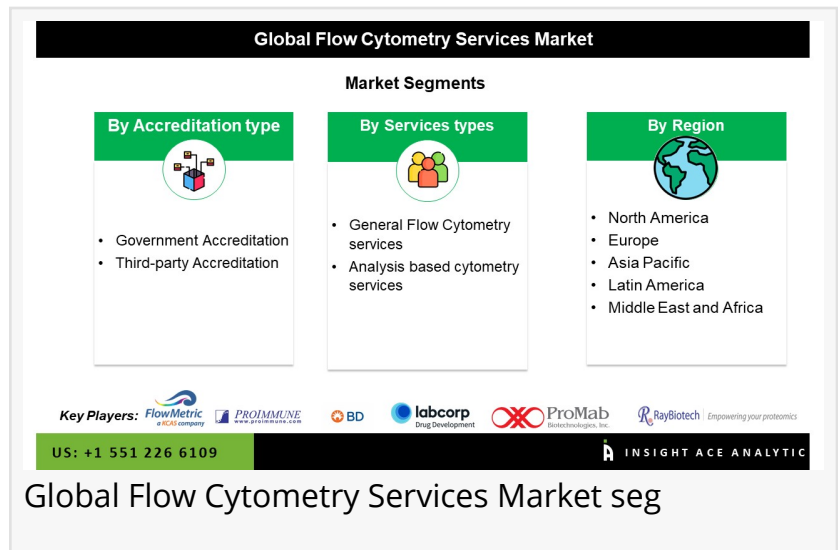 Global Flow Cytometry Services Market
Market Segments
By Accreditation type
• Government Accreditation
• Third-party Accreditation
By Services types
• General Flow Cytometry
services
• Analysis based cytometry
services
By Region
• North America
• Europe
• Asia Pacific
• Latin America
• Middle East and Africa
Key Players:
FlowMetric
a KCAS company
PROIMMUNE
www.proimmune.com
BD
labcorp
Drug Development
ProMab
Biotechnologies, Inc.
RayBiotech | Empowering your proteomics
US: +1 551 226 6109
INSIGHT ACE ANALYTIC
Global Flow Cytometry Services Market seg